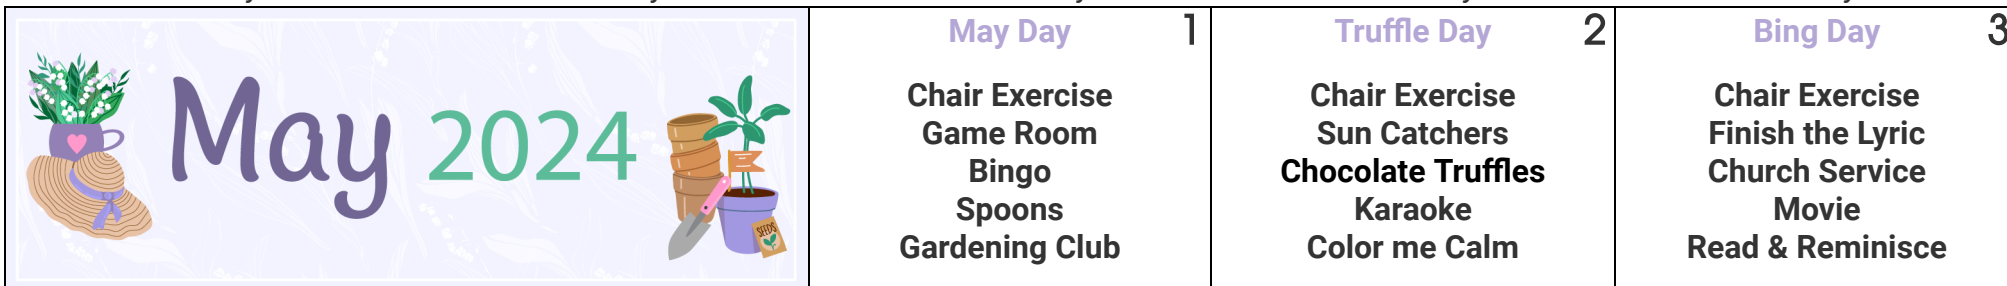 May 2024
SEEDS
May Day 1
Chair Exercise
Game Room
Bingo
Spoons
Gardening Club
Truffle Day 2
Chair Exercise
Sun Catchers
Chocolate Truffles
Karaoke
Color me Calm
Bing Day 3
Chair Exercise
Finish the Lyric
Church Service
Movie
Read & Reminisce